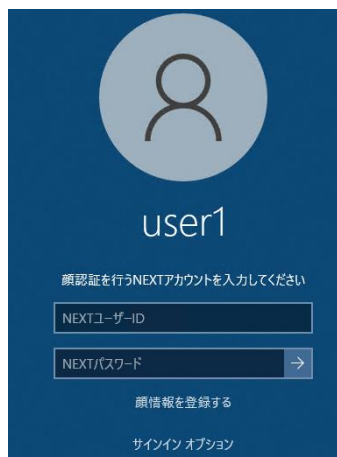 user1
顔認証を行うNEXTアカウントを入力してください
NEXTユーザーID
NEXTパスワード
顔情報を登録する
サインイン オプション